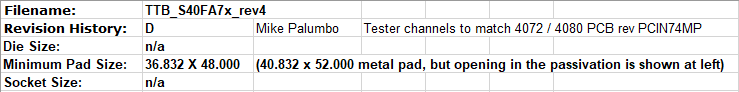 Filename: TTB_S40FA7x_rev4
Revision History: D Mike Palumbo Tester channels to match 4072 / 4080 PCB rev PCIN74MP
Die Size: n/a
Minimum Pad Size: 36.832 X 48.000 (40.832 x 52.000 metal pad, but opening in the passivation is shown at left)
Socket Size: n/a